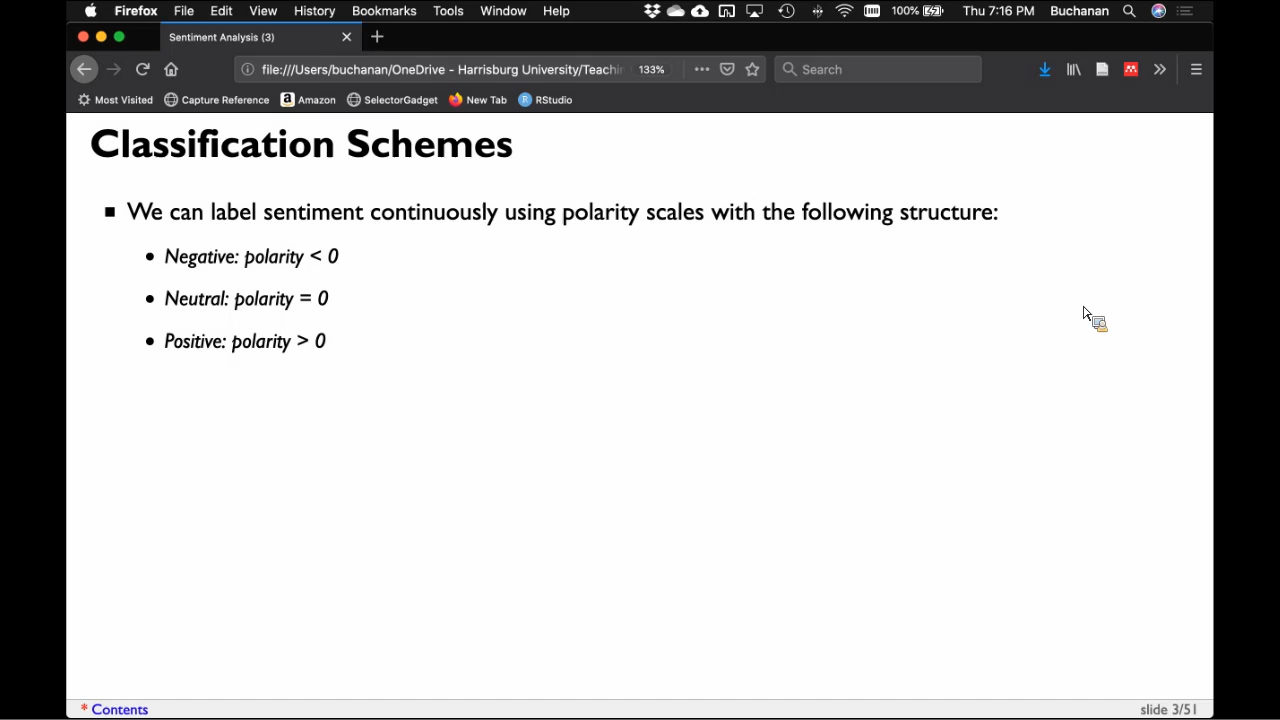 Firefox File Edit View History Bookmarks Tools Window Help 100% Thu 7:16 PM Buchanan
Sentiment Analysis (3)
file:///Users/buchanan/OneDrive - Harrisburg University/Teachin 133% Search
Most Visited Capture Reference Amazon SelectorGadget New Tab RStudio
Classification Schemes
We can label sentiment continuously using polarity scales with the following structure:
Negative: polarity < 0
Neutral: polarity = 0
Positive: polarity > 0
* Contents slide 3/51